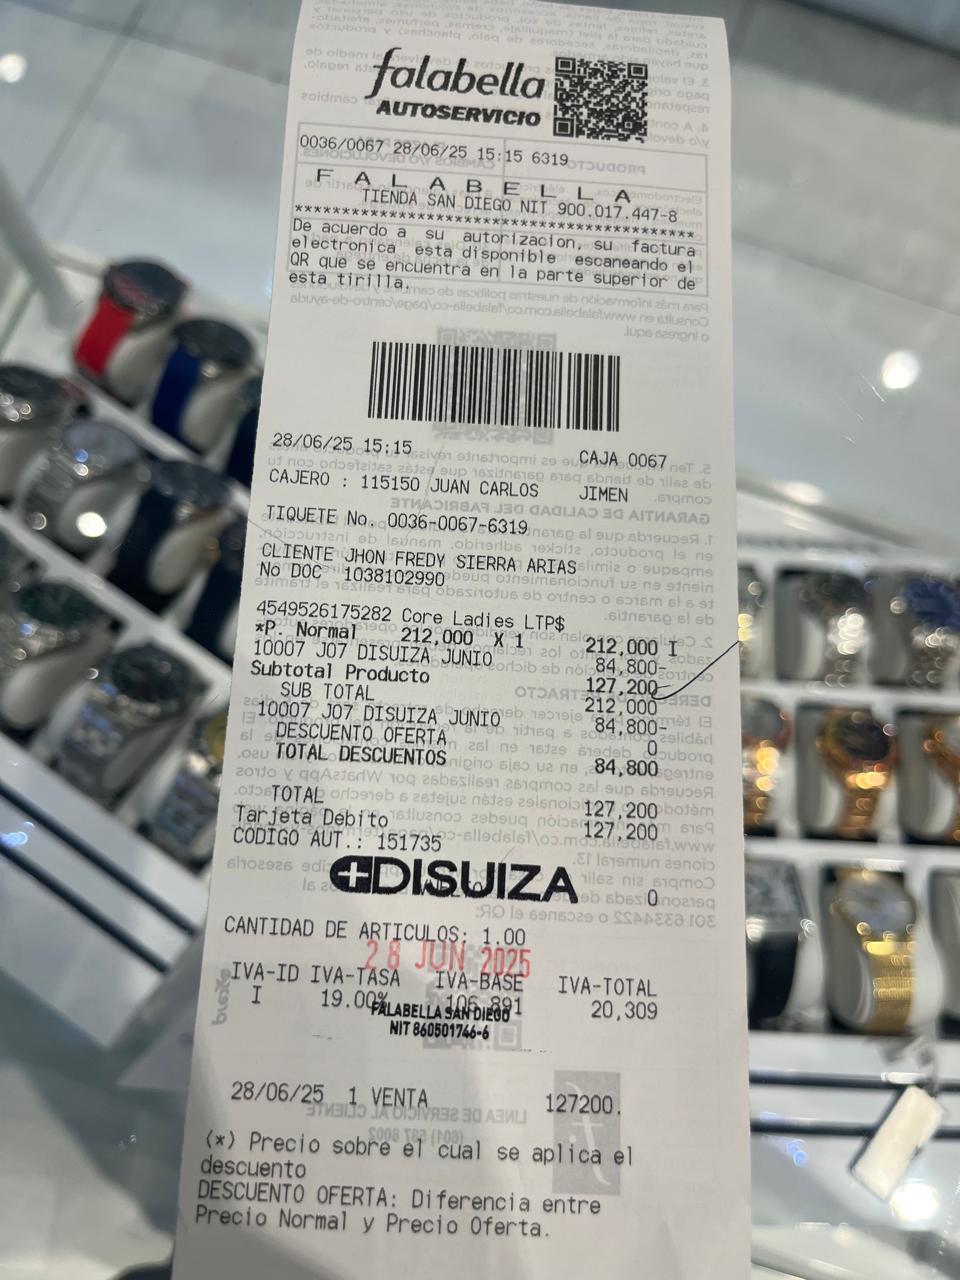 falabella
AUTOSERVICIO
0036/0067 28/06/25 15:15 6319
F A L A B E L L A
TIENDA SAN DIEGO NIT 900.017.447-8
******************************************
De acuerdo a su autorizacion, su factura
electronica esta disponible escaneando el
QR que se encuentra en la parte superior de
esta tirilla.
28/06/25 15:15 CAJA 0067
CAJERO : 115150 JUAN CARLOS JIMEN
TIQUETE No. 0036-0067-6319
CLIENTE JHON FREDY SIERRA ARIAS
No DOC 1038102990
4549526175282 Core Ladies LTP$
*P. Normal 212,000 X 1 212,000 I
10007 J07 DISUIZA JUNIO 84,800-
Subtotal Producto 127,200
SUB TOTAL 212,000
10007 J07 DISUIZA JUNIO 84,800-
DESCUENTO OFERTA 0
TOTAL DESCUENTOS 84,800
TOTAL 127,200
Tarjeta Débito 127,200
CODIGO AUT.: 151735
DISUIZA
0
CANTIDAD DE ARTICULOS: 1.00
28 JUN 2025
IVA-ID IVA-TASA IVA-BASE IVA-TOTAL
I 19.00% 106,891 20,309
FALABELLA SAN DIEGO
NIT 860501746-6
28/06/25 1 VENTA 127200.
(*) Precio sobre el cual se aplica el
descuento
DESCUENTO OFERTA: Diferencia entre
Precio Normal y Precio Oferta.